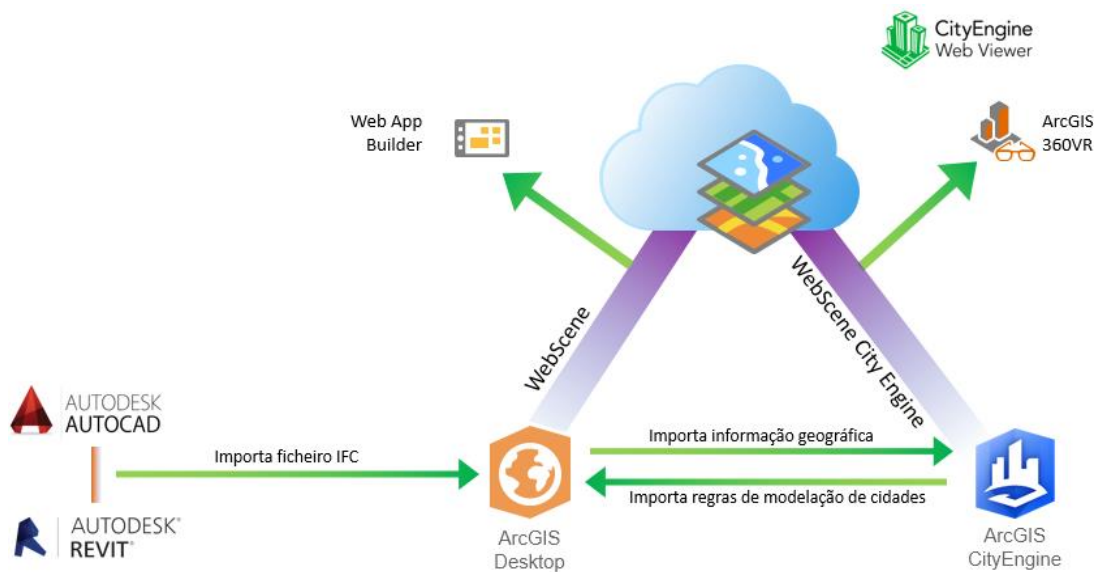 CityEngine
Web Viewer
Web App
Builder
ArcGIS
360VR
WebScene
WebScene City Engine
AUTODESK
AUTOCAD
Importa ficheiro IFC
Importa informação geográfica
Importa regras de modelação de cidades
AUTODESK®
REVIT®
ArcGIS
Desktop
ArcGIS
CityEngine